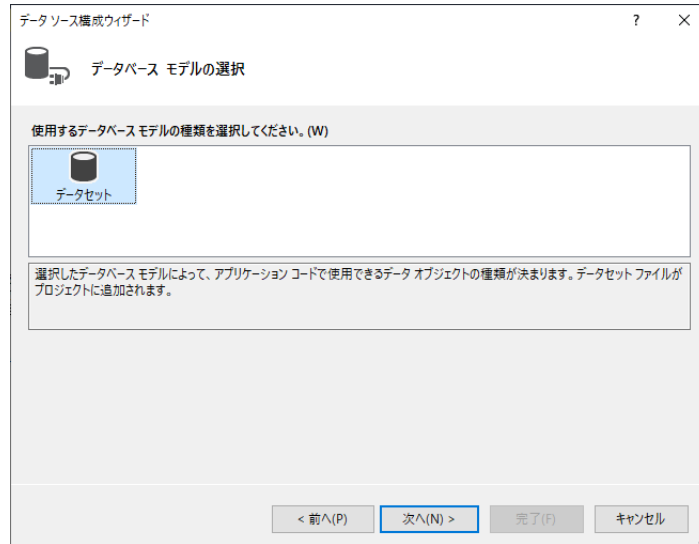 データ ソース構成ウィザード
?
データベース モデルの選択
使用するデータベース モデルの種類を選択してください。(W)
データセット
選択したデータベース モデルによって、アプリケーション コードで使用できるデータ オブジェクトの種類が決まります。データセット ファイルが
プロジェクトに追加されます。
< 前へ(P)
次へ(N) >
完了(F)
キャンセル